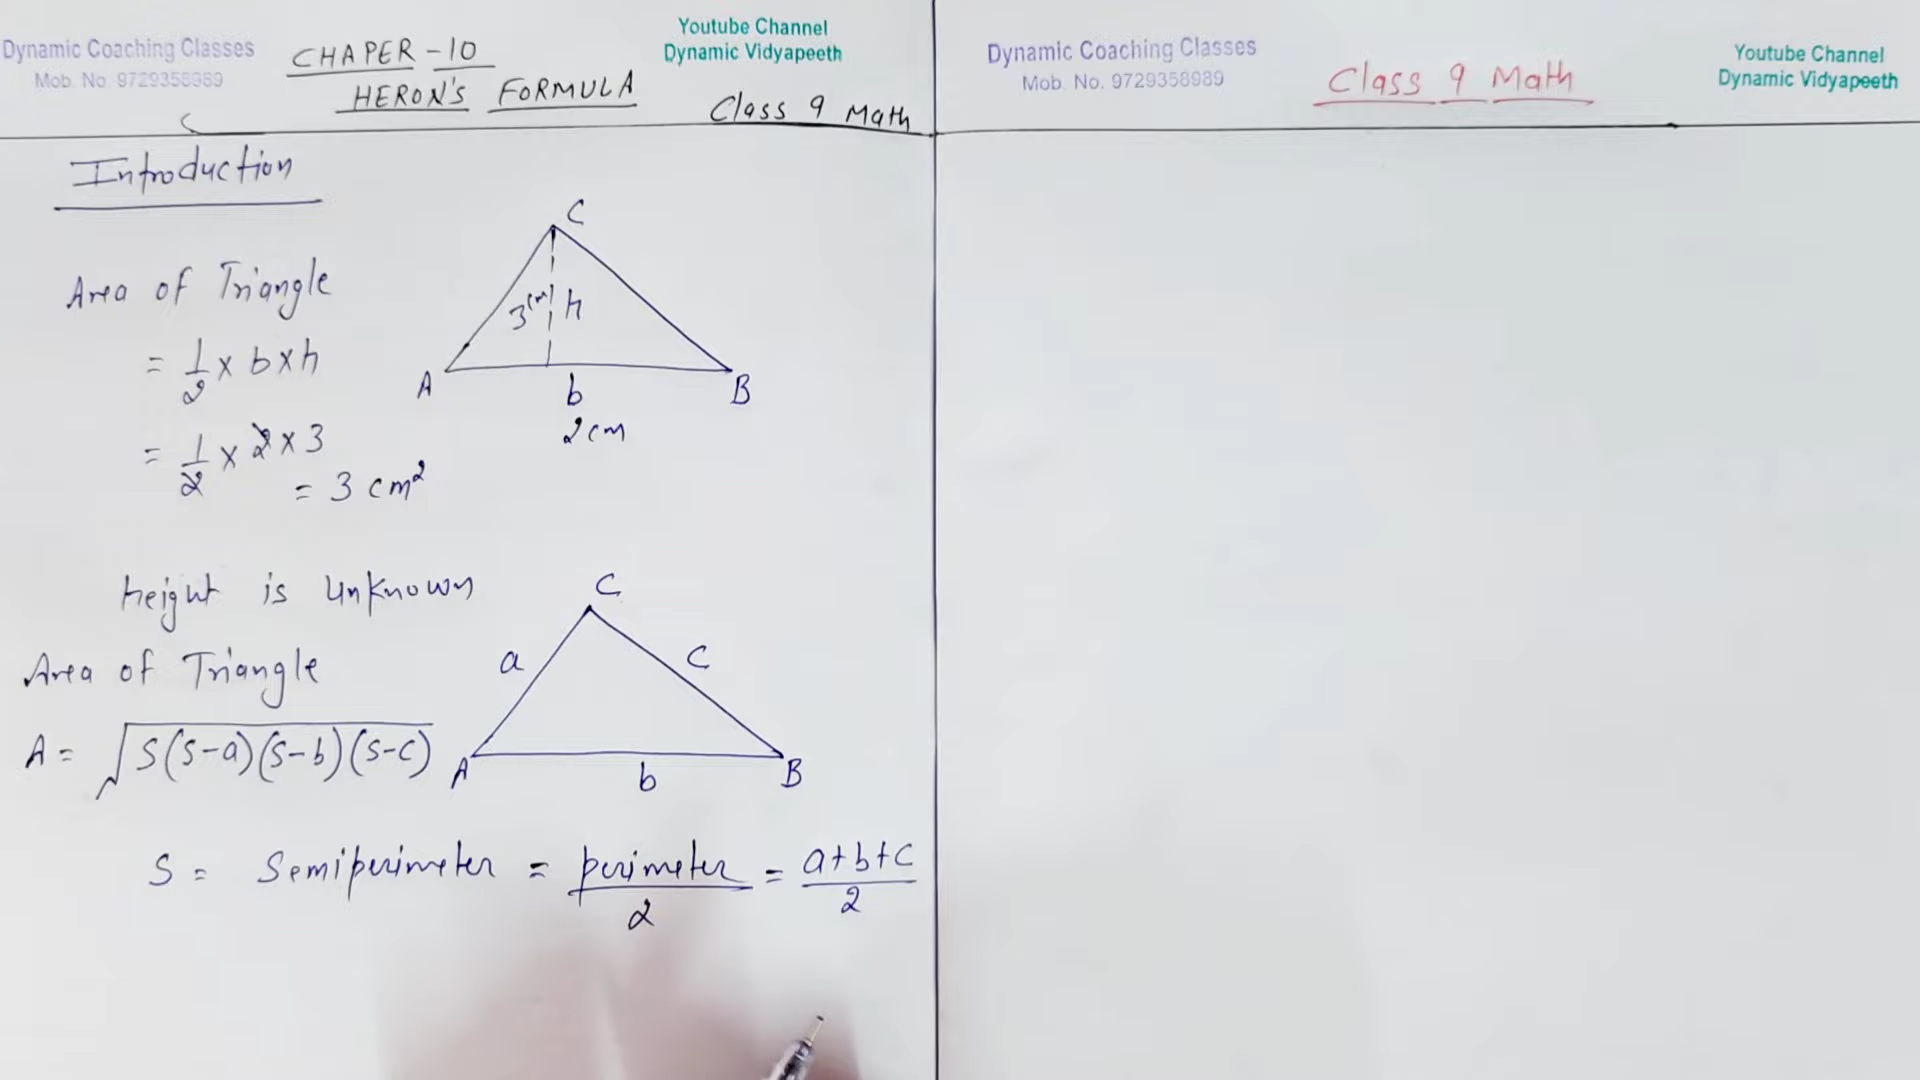 Dynamic Coaching Classes
Mob. No. 9729358989
CHAPER-10
HERON'S FORMULA
Youtube Channel
Dynamic Vidyapeeth
Class 9 Math
Introduction
Area of Triangle
= 1/2 × b × h
= 1/2 × 2 × 3
= 3 cm²
C
3cm h
A
b
B
2cm
Height is Unknown
Area of Triangle
A = √S(S-a)(S-b)(S-c)
C
a
C
A
b
B
S = Semiperimeter = perimeter/2 = a+b+c/2
Dynamic Coaching Classes
Mob. No. 9729358989
Class 9 Math
Youtube Channel
Dynamic Vidyapeeth